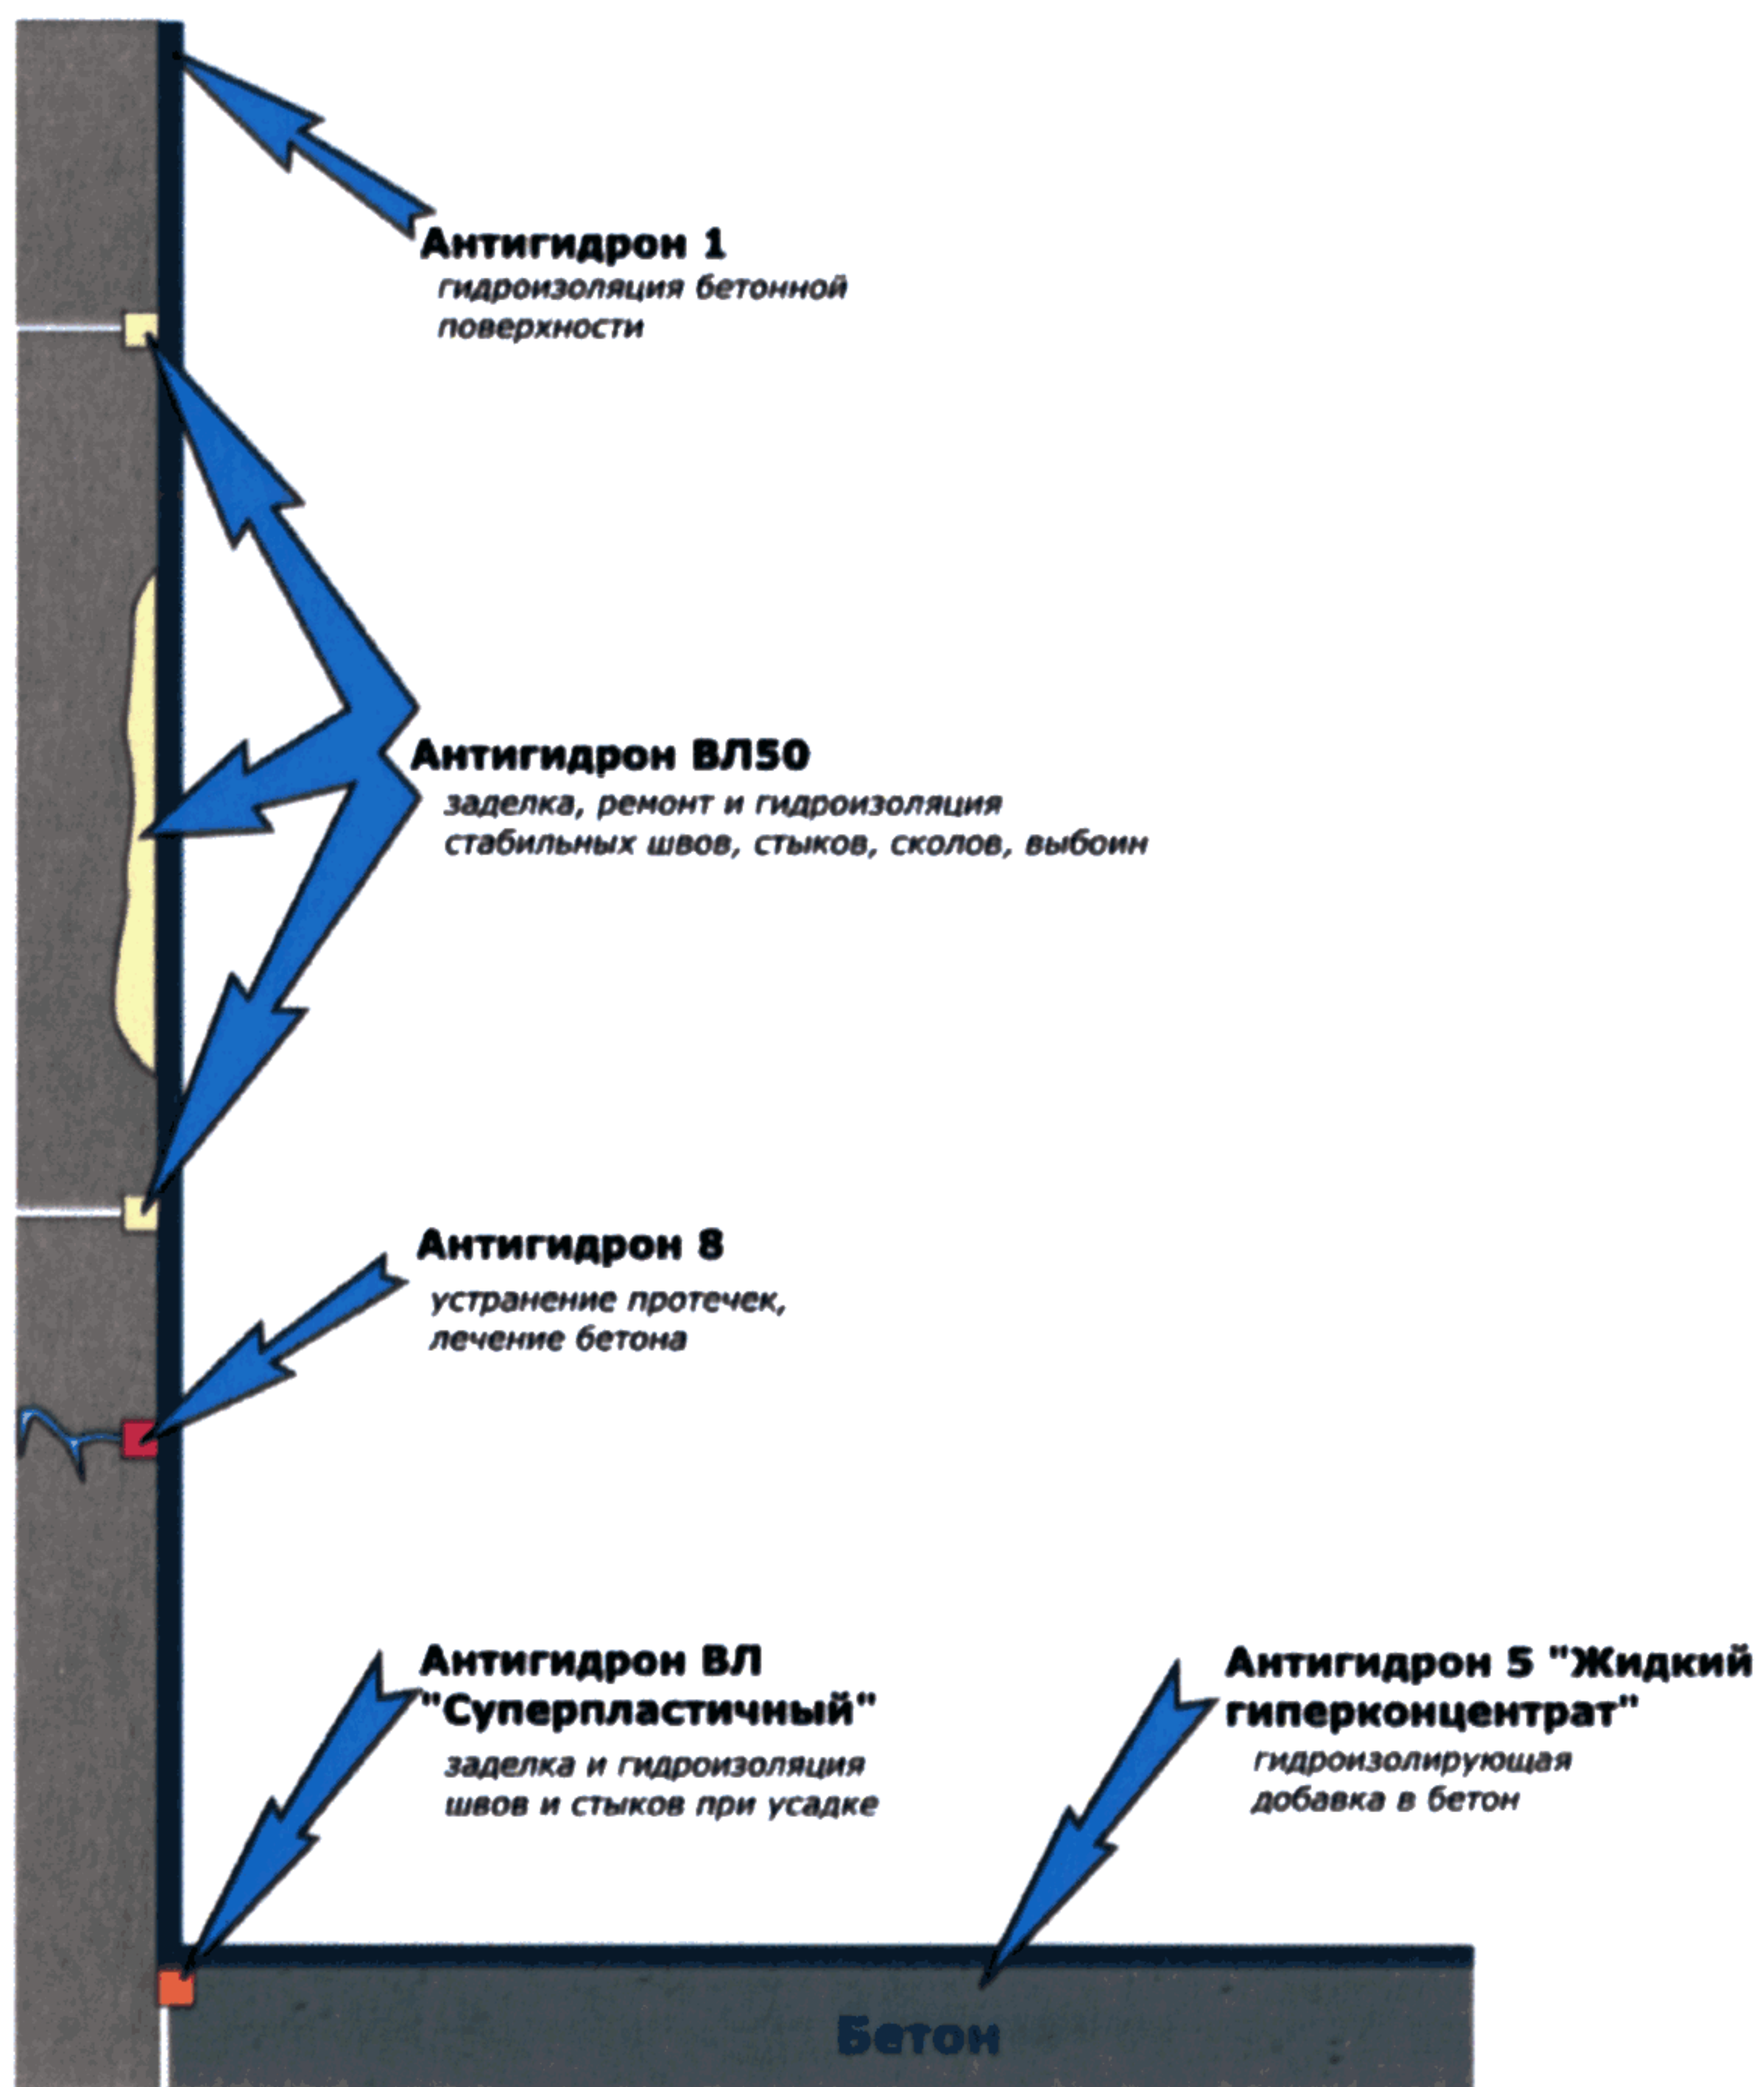 Антигидрон 1
гидроизоляция бетонной
поверхности
Антигидрон ВЛ50
заделка, ремонт и гидроизоляция
стабильных швов, стыков, сколов, выбоин
Антигидрон 8
устранение протечек,
лечение бетона
Антигидрон ВЛ
"Суперпластичный"
заделка и гидроизоляция
швов и стыков при усадке
Антигидрон 5 "Жидкий
гиперконцентрат"
гидроизолирующая
добавка в бетон
Бетон